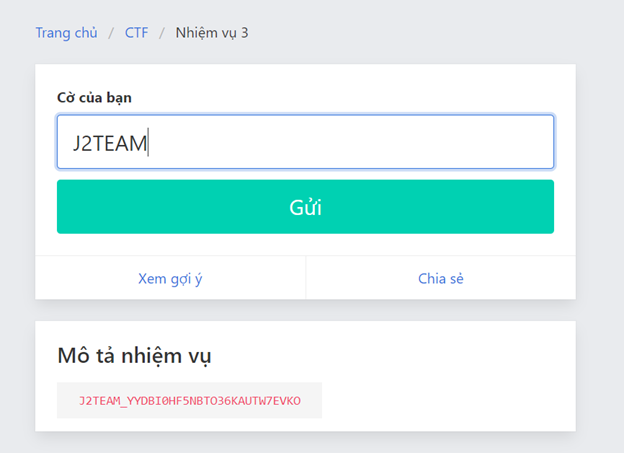 Trang chủ / CTF / Nhiệm vụ 3
Cờ của bạn
J2TEAM
Gửi
Xem gợi ý Chia sẻ
Mô tả nhiệm vụ
J2TEAM_YYDBI0HF5NBTO36KAUTW7EVKO